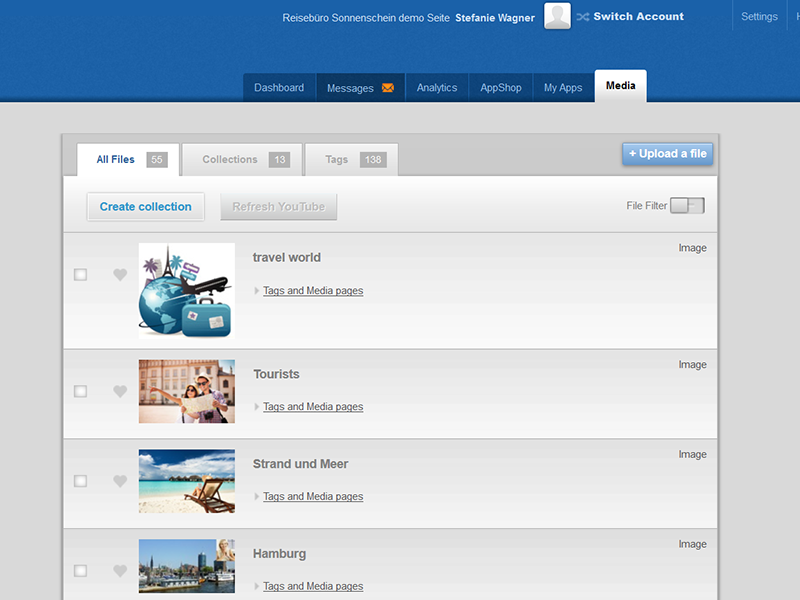 Reisebüro Sonnenschein demo Seite Stefanie Wagner Switch Account Settings
Dashboard Messages Analytics AppShop My Apps Media
All Files 55 Collections 13 Tags 138 + Upload a file
Create collection Refresh YouTube File Filter
travel world Image
Tags and Media pages
Tourists Image
Tags and Media pages
Strand und Meer Image
Tags and Media pages
Hamburg Image
Tags and Media pages